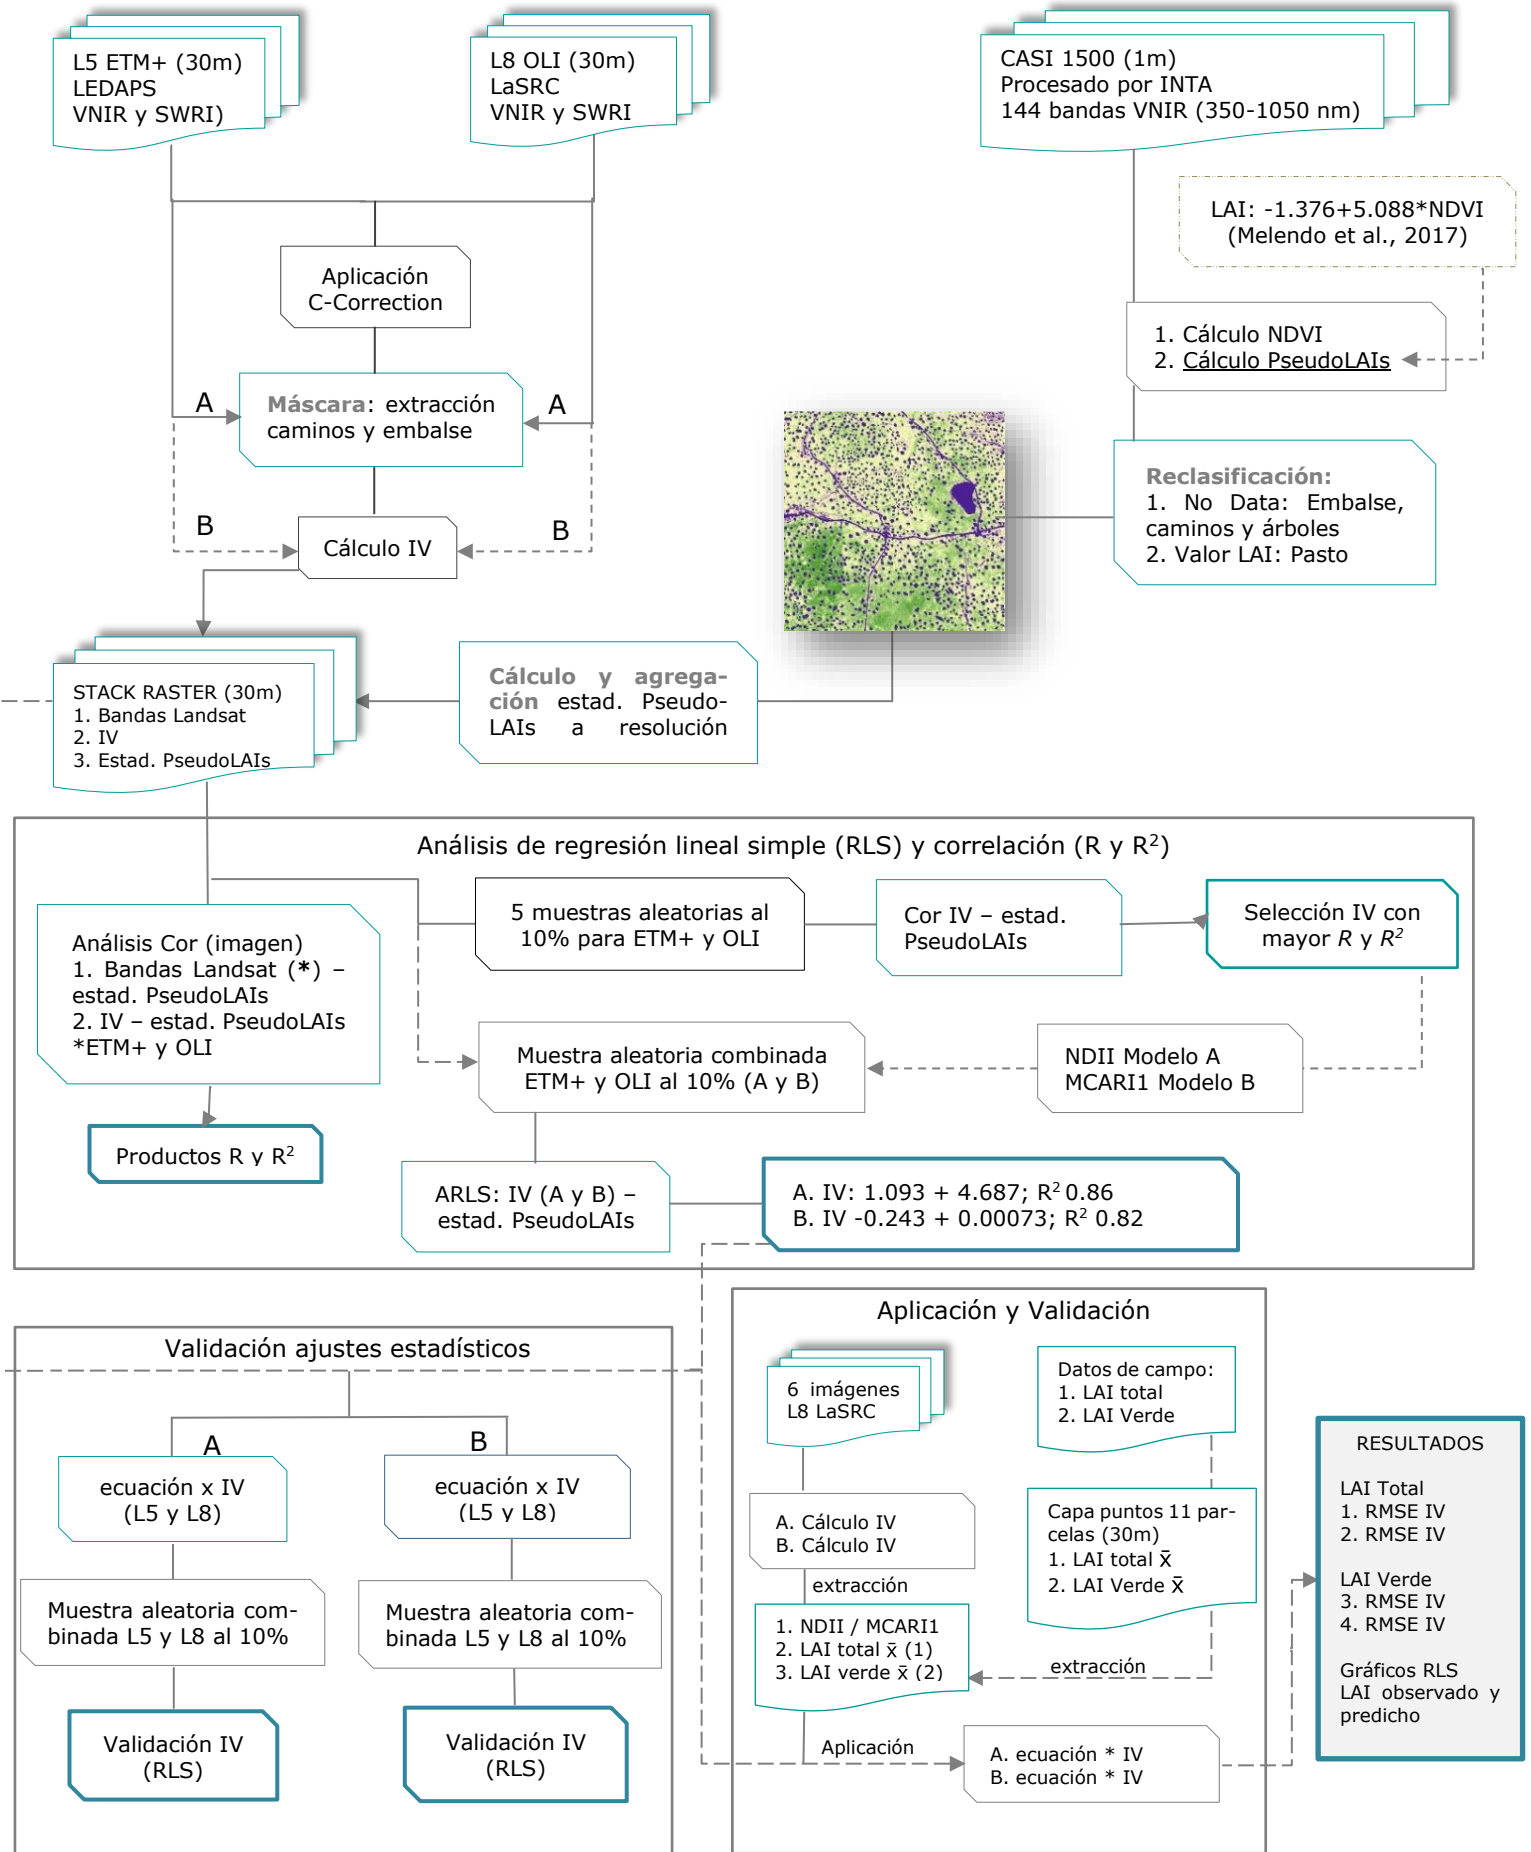 L5 ETM+ (30m)
LEDAPS
VNIR y SWRI)
L8 OLI (30m)
LaSRC
VNIR y SWRI
CASI 1500 (1m)
Procesado por INTA
144 bandas VNIR (350-1050 nm)
LAI: -1.376+5.088*NDVI
(Melendo et al., 2017)
Aplicación
C-Correction
1. Cálculo NDVI
2. Cálculo PseudoLAIs
A
Máscara: extracción
caminos y embalse
A
Reclasificación:
1. No Data: Embalse,
caminos y árboles
2. Valor LAI: Pasto
B
Cálculo IV
B
STACK RASTER (30m)
1. Bandas Landsat
2. IV
3. Estad. PseudoLAIs
Cálculo y agrega-
ción estad. Pseudo-
LAIs a resolución
Análisis de regresión lineal simple (RLS) y correlación (R y R²)
Análisis Cor (imagen)
1. Bandas Landsat (*) –
estad. PseudoLAIs
2. IV – estad. PseudoLAIs
*ETM+ y OLI
5 muestras aleatorias al
10% para ETM+ y OLI
Cor IV – estad.
PseudoLAIs
Selección IV con
mayor R y R²
Muestra aleatoria combinada
ETM+ y OLI al 10% (A y B)
NDII Modelo A
MCARI1 Modelo B
Productos R y R²
ARLS: IV (A y B) –
estad. PseudoLAIs
A. IV: 1.093 + 4.687; R² 0.86
B. IV -0.243 + 0.00073; R² 0.82
Validación ajustes estadísticos
A
ecuación x IV
(L5 y L8)
B
ecuación x IV
(L5 y L8)
Muestra aleatoria com-
binada L5 y L8 al 10%
Muestra aleatoria com-
binada L5 y L8 al 10%
Validación IV
(RLS)
Validación IV
(RLS)
Aplicación y Validación
6 imágenes
L8 LaSRC
Datos de campo:
1. LAI total
2. LAI Verde
A. Cálculo IV
B. Cálculo IV
Capa puntos 11 par-
celas (30m)
1. LAI total x̄
2. LAI Verde x̄
extracción
1. NDII / MCARI1
2. LAI total x̄ (1)
3. LAI verde x̄ (2)
extracción
Aplicación
A. ecuación * IV
B. ecuación * IV
RESULTADOS
LAI Total
1. RMSE IV
2. RMSE IV
LAI Verde
3. RMSE IV
4. RMSE IV
Gráficos RLS
LAI observado y
predicho